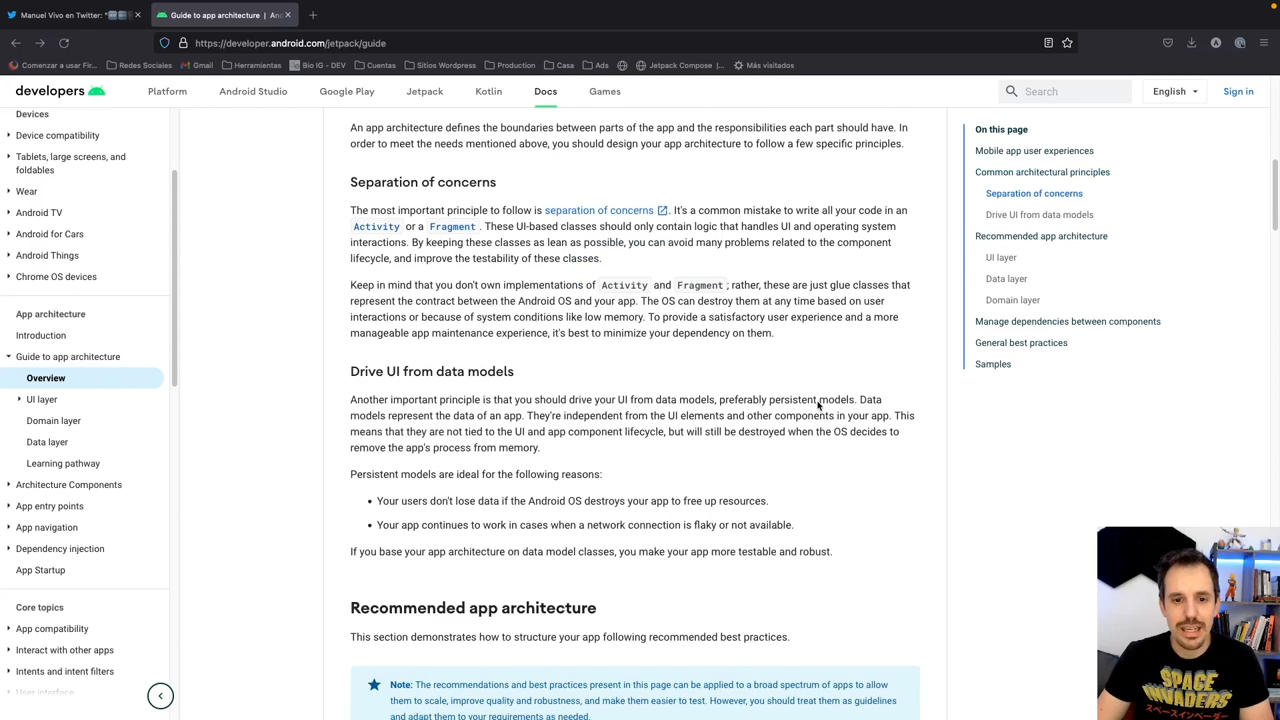 Manuel Vivo en Twitter: "
Guide to app architecture | And
https://developer.android.com/jetpack/guide
Comenzar a usar Fir...
Redes Sociales
Gmail
Herramientas
Bio IG - DEV
Cuentas
Sitios Wordpress
Production
Casa
Ads
Jetpack Compose |...
Más visitados
developers
Platform
Android Studio
Google Play
Jetpack
Kotlin
Docs
Games
Search
English
Sign in
Devices
Device compatibility
Tablets, large screens, and
foldables
Wear
Android TV
Android for Cars
Android Things
Chrome OS devices
App architecture
Introduction
Guide to app architecture
Overview
UI layer
Domain layer
Data layer
Learning pathway
Architecture Components
App entry points
App navigation
Dependency injection
App Startup
Core topics
App compatibility
Interact with other apps
Intents and intent filters
User interface
An app architecture defines the boundaries between parts of the app and the responsibilities each part should have. In
order to meet the needs mentioned above, you should design your app architecture to follow a few specific principles.
Separation of concerns
The most important principle to follow is separation of concerns. It's a common mistake to write all your code in an
Activity or a Fragment. These UI-based classes should only contain logic that handles UI and operating system
interactions. By keeping these classes as lean as possible, you can avoid many problems related to the component
lifecycle, and improve the testability of these classes.
Keep in mind that you don't own implementations of Activity and Fragment; rather, these are just glue classes that
represent the contract between the Android OS and your app. The OS can destroy them at any time based on user
interactions or because of system conditions like low memory. To provide a satisfactory user experience and a more
manageable app maintenance experience, it's best to minimize your dependency on them.
Drive UI from data models
Another important principle is that you should drive your UI from data models, preferably persistent models. Data
models represent the data of an app. They're independent from the UI elements and other components in your app. This
means that they are not tied to the UI and app component lifecycle, but will still be destroyed when the OS decides to
remove the app's process from memory.
Persistent models are ideal for the following reasons:
• Your users don't lose data if the Android OS destroys your app to free up resources.
• Your app continues to work in cases when a network connection is flaky or not available.
If you base your app architecture on data model classes, you make your app more testable and robust.
Recommended app architecture
This section demonstrates how to structure your app following recommended best practices.
Note: The recommendations and best practices present in this page can be applied to a broad spectrum of apps to allow
them to scale, improve quality and robustness, and make them easier to test. However, you should treat them as guidelines
and adapt them to your requirements as needed.
On this page
Mobile app user experiences
Common architectural principles
Separation of concerns
Drive UI from data models
Recommended app architecture
UI layer
Data layer
Domain layer
Manage dependencies between components
General best practices
Samples
SPACE
INVADERS
スペースインベーダー